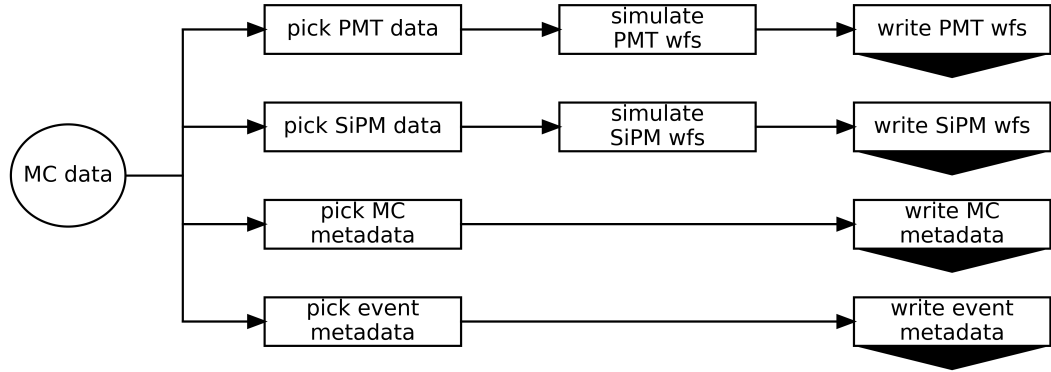 pick PMT data
simulate
PMT wfs
write PMT wfs
pick SiPM data
simulate
SiPM wfs
write SiPM wfs
MC data
pick MC
metadata
write MC
metadata
pick event
metadata
write event
metadata